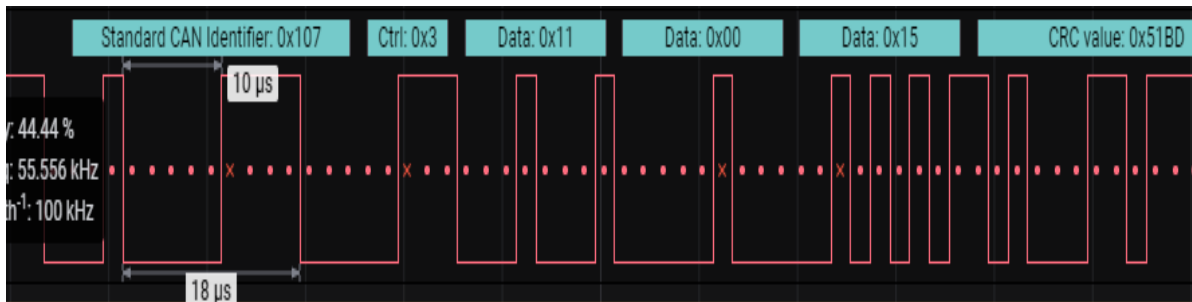 Standard CAN Identifier: 0x107
Ctrl: 0x3
Data: 0x11
Data: 0x00
Data: 0x15
CRC value: 0x51BD
10 µs
y: 44.44 %
q: 55.556 kHz
th⁻¹: 100 kHz
18 µs